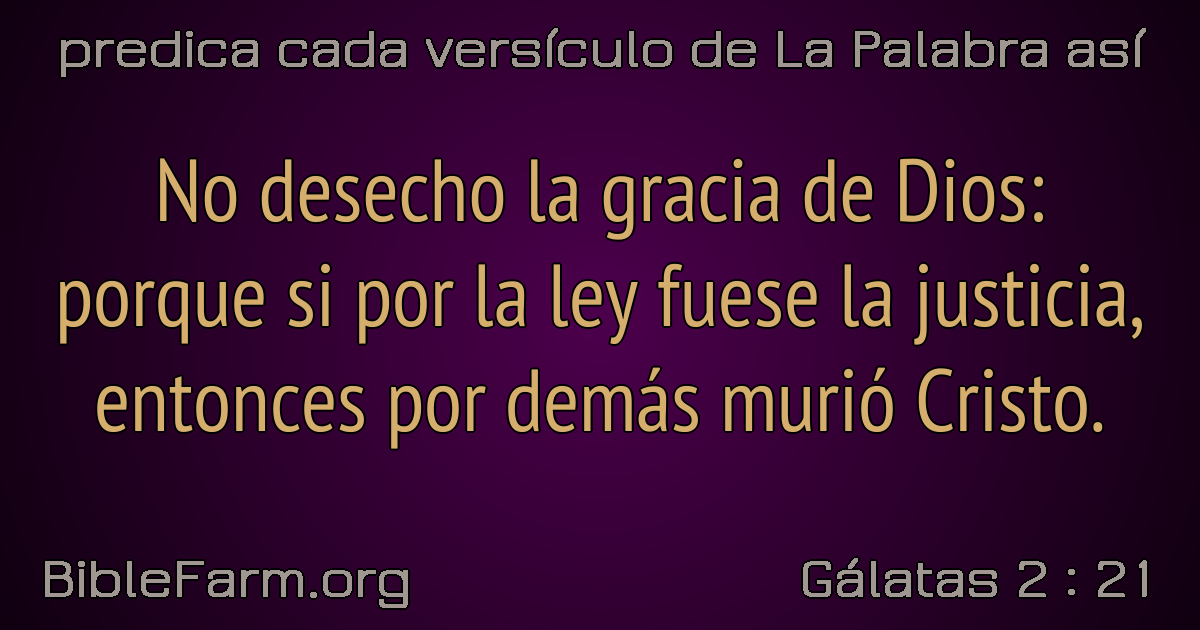 predica cada versículo de La Palabra así
No desecho la gracia de Dios:
porque si por la ley fuese la justicia,
entonces por demás murió Cristo.
BibleFarm.org
Gálatas 2 : 21